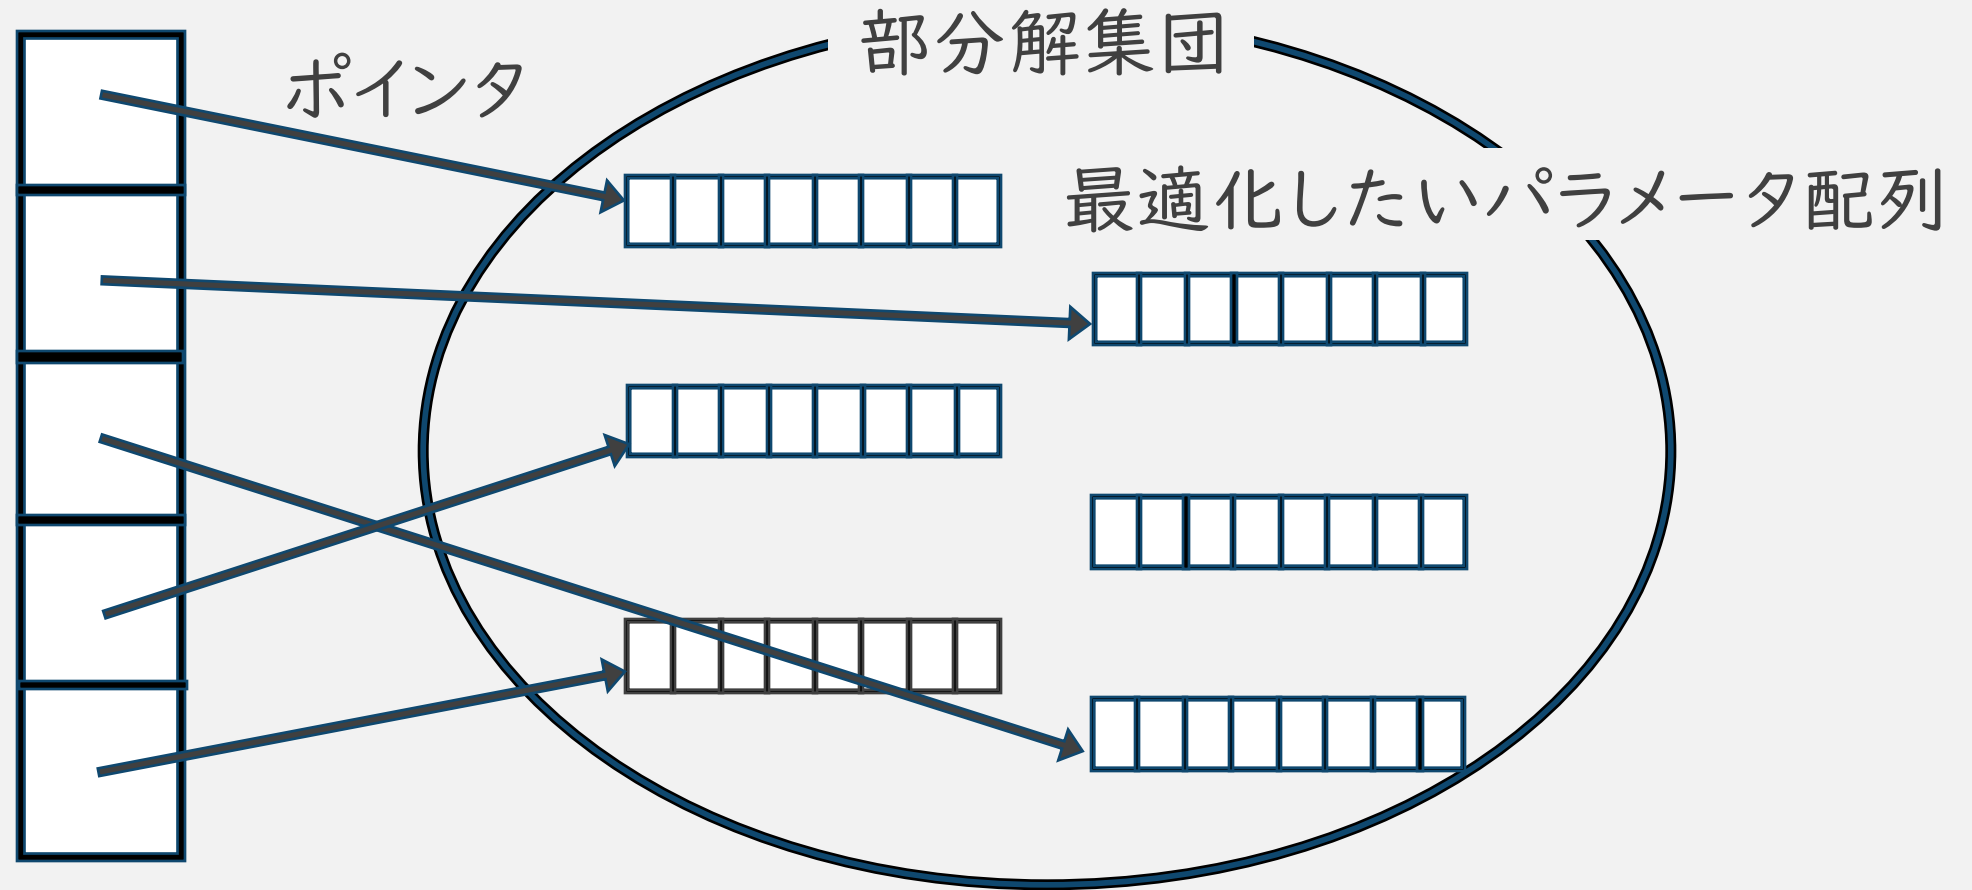 部分解集団
ポインタ
最適化したいパラメータ配列